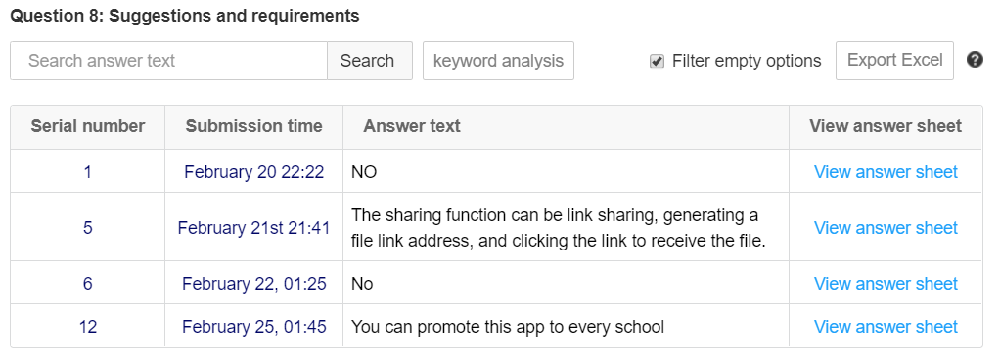 Question 8: Suggestions and requirements
Search answer text Search keyword analysis Filter empty options Export Excel ?
Serial number Submission time Answer text View answer sheet
1 February 20 22:22 NO View answer sheet
The sharing function can be link sharing, generating a
5 February 21st 21:41 View answer sheet
file link address, and clicking the link to receive the file.
6 February 22, 01:25 No View answer sheet
12 February 25, 01:45 You can promote this app to every school View answer sheet